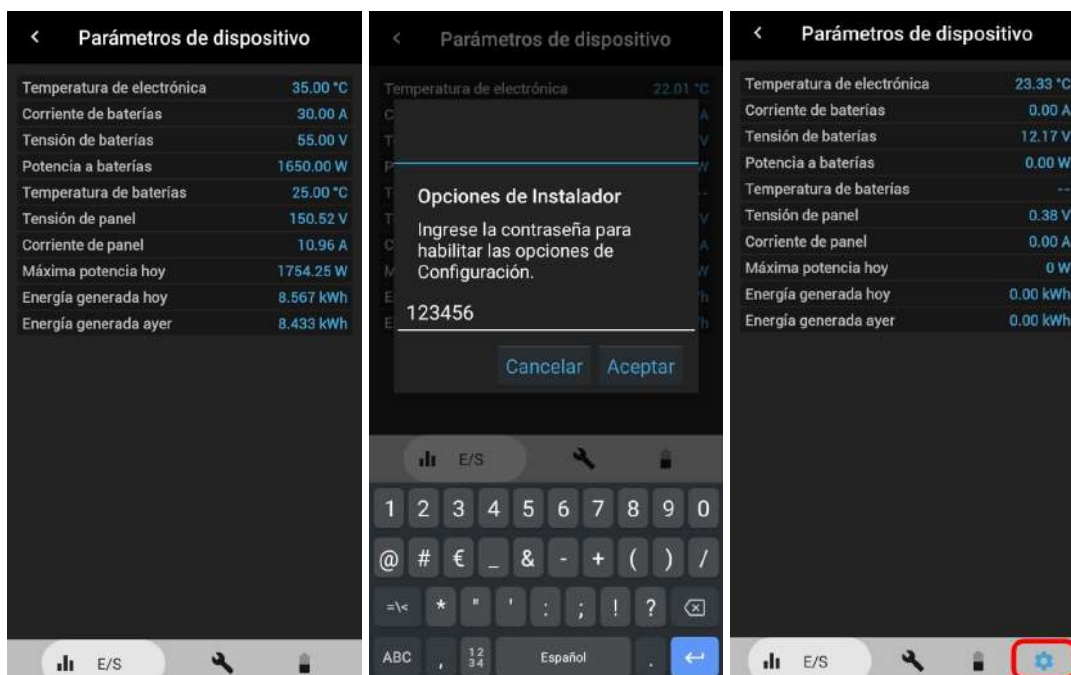 < Parámetros de dispositivo
Temperatura de electrónica 35.00 °C
Corriente de baterías 30.00 A
Tensión de baterías 55.00 V
Potencia a baterías 1650.00 W
Temperatura de baterías 25.00 °C
Tensión de panel 150.52 V
Corriente de panel 10.96 A
Máxima potencia hoy 1754.25 W
Energía generada hoy 8.567 kWh
Energía generada ayer 8.433 kWh
E/S
< Parámetros de dispositivo
Temperatura de electrónica 22.01 °C
Opciones de Instalador
Ingrese la contraseña para
habilitar las opciones de
Configuración.
123456
Cancelar Aceptar
E/S
1 2 3 4 5 6 7 8 9 0
@ # € _ & - + ( ) /
=\< * " ' : ; ! ?
ABC , 12 34 Español .
< Parámetros de dispositivo
Temperatura de electrónica 23.33 °C
Corriente de baterías 0.00 A
Tensión de baterías 12.17 V
Potencia a baterías 0.00 W
Temperatura de baterías --
Tensión de panel 0.38 V
Corriente de panel 0.00 A
Máxima potencia hoy 0 W
Energía generada hoy 0.00 kWh
Energía generada ayer 0.00 kWh
E/S